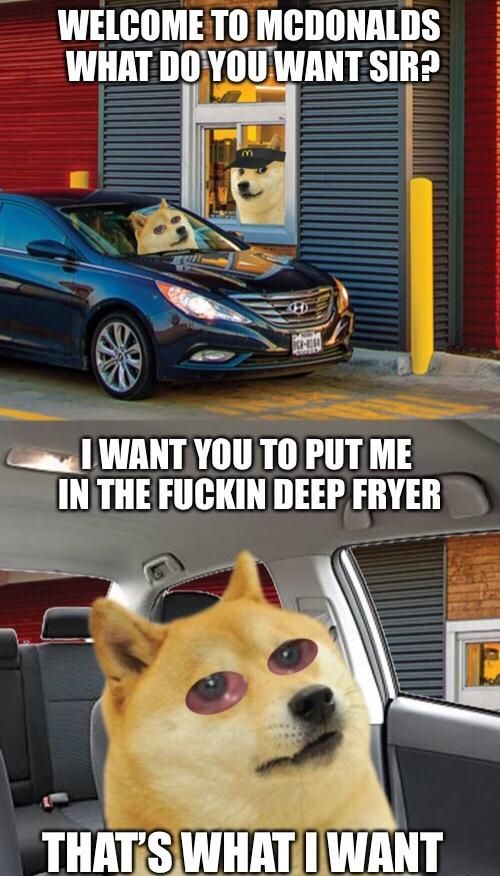 WELCOME TO MCDONALDS
WHAT DO YOU WANT SIR?
I WANT YOU TO PUT ME
IN THE FUCKIN DEEP FRYER
THAT'S WHAT I WANT